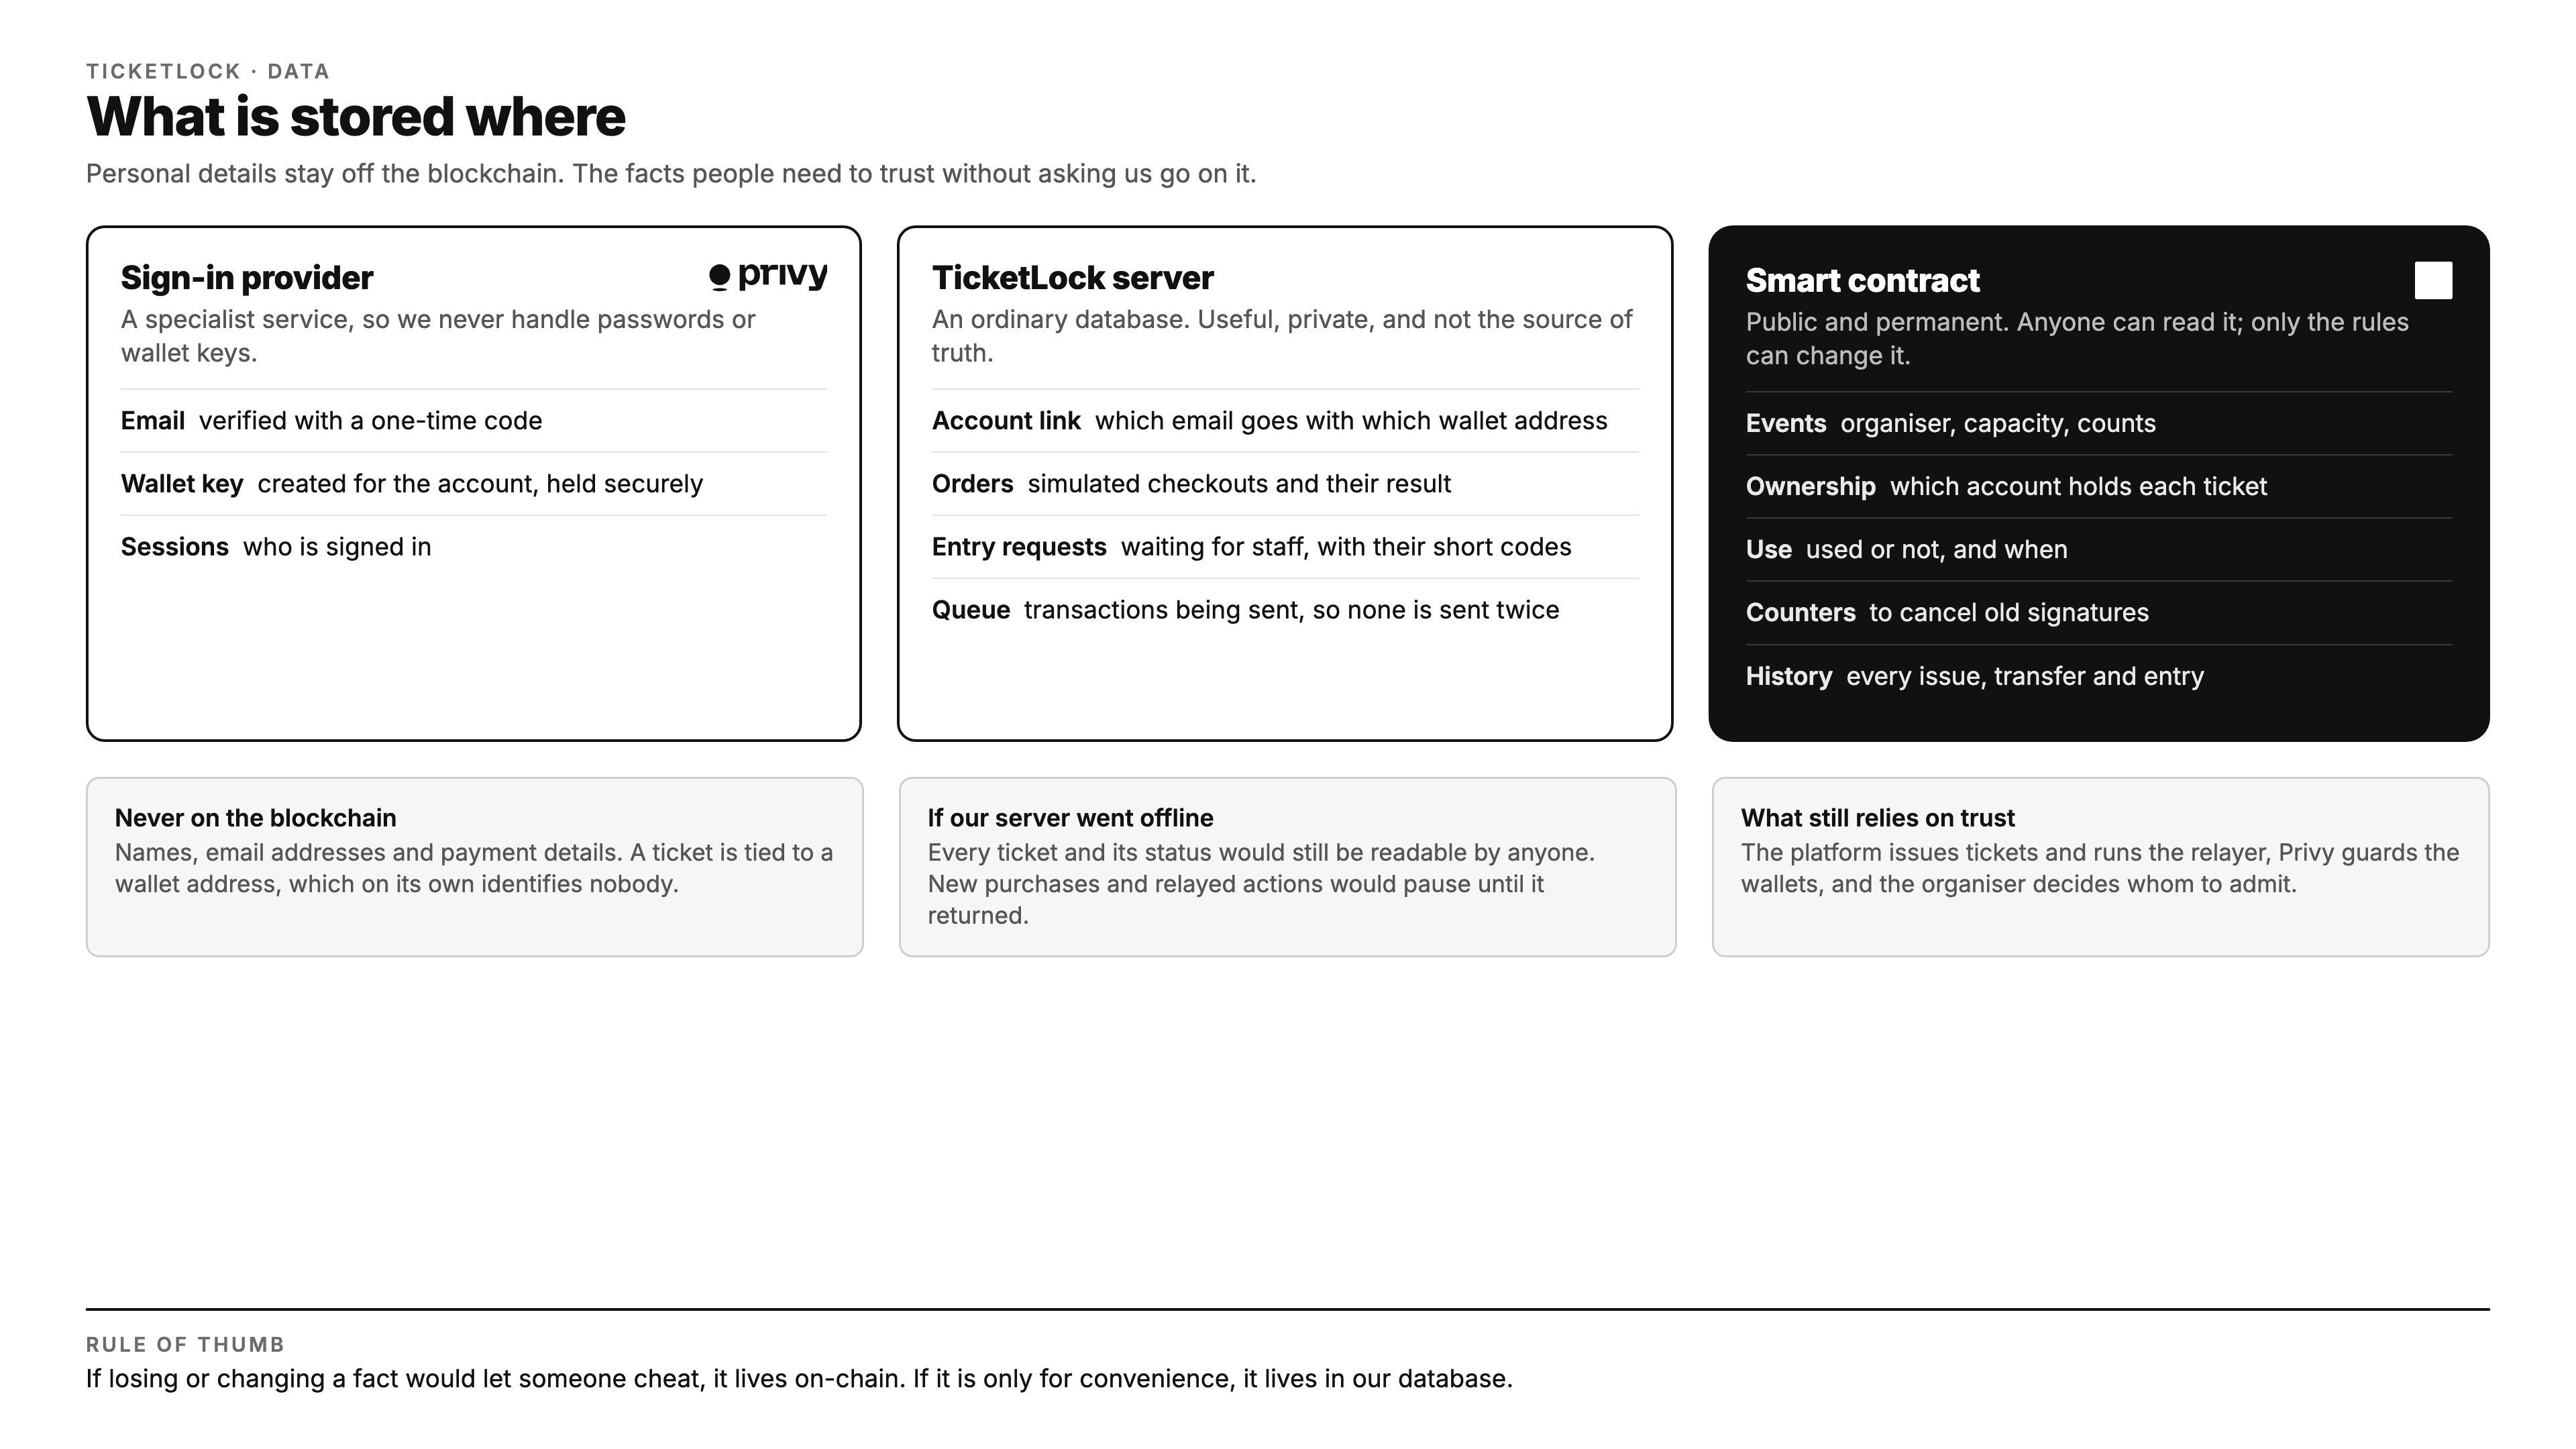 TICKETLOCK · DATA
What is stored where
Personal details stay off the blockchain. The facts people need to trust without asking us go on it.
Sign-in provider
privy
A specialist service, so we never handle passwords or
wallet keys.
Email verified with a one-time code
Wallet key created for the account, held securely
Sessions who is signed in
TicketLock server
An ordinary database. Useful, private, and not the source of
truth.
Account link which email goes with which wallet address
Orders simulated checkouts and their result
Entry requests waiting for staff, with their short codes
Queue transactions being sent, so none is sent twice
Smart contract
Public and permanent. Anyone can read it; only the rules
can change it.
Events organiser, capacity, counts
Ownership which account holds each ticket
Use used or not, and when
Counters to cancel old signatures
History every issue, transfer and entry
Never on the blockchain
Names, email addresses and payment details. A ticket is tied to a
wallet address, which on its own identifies nobody.
If our server went offline
Every ticket and its status would still be readable by anyone.
New purchases and relayed actions would pause until it
returned.
What still relies on trust
The platform issues tickets and runs the relayer, Privy guards the
wallets, and the organiser decides whom to admit.
RULE OF THUMB
If losing or changing a fact would let someone cheat, it lives on-chain. If it is only for convenience, it lives in our database.